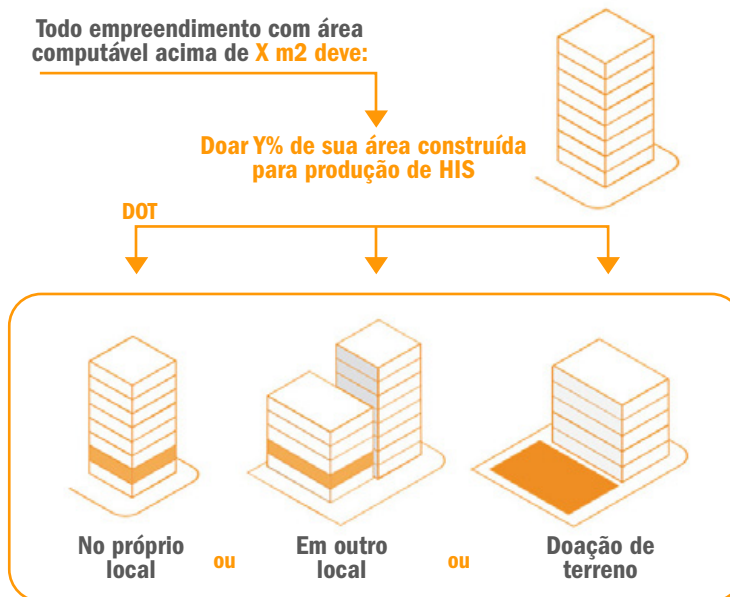 Todo empreendimento com área
computável acima de X m2 deve:
Doar Y% de sua área construída
para produção de HIS
DOT
No próprio
local
ou
Em outro
local
ou
Doação de
terreno